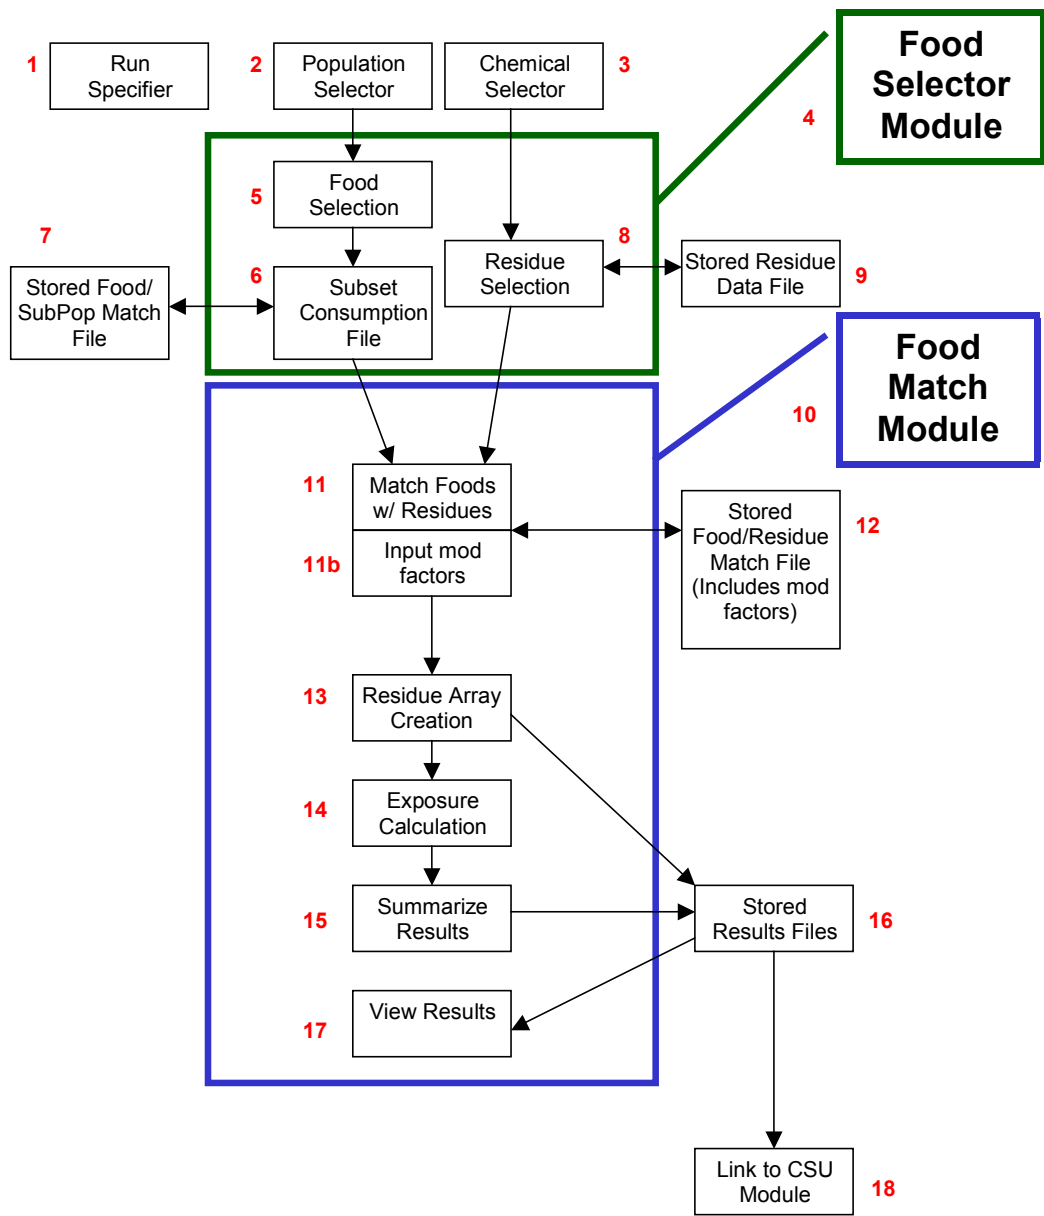 1
Run
Specifier
2
Population
Selector
Chemical
Selector
3
Food
Selector
Module
4
5
Food
Selection
7
6
Stored Food/
SubPop Match
File
Subset
Consumption
File
8
Residue
Selection
Stored Residue
Data File
9
Food
Match
Module
10
11
Match Foods
w/ Residues
11b
Input mod
factors
Stored
Food/Residue
Match File
(Includes mod
factors)
12
13
Residue Array
Creation
14
Exposure
Calculation
15
Summarize
Results
Stored
Results Files
16
17
View Results
Link to CSU
Module
18